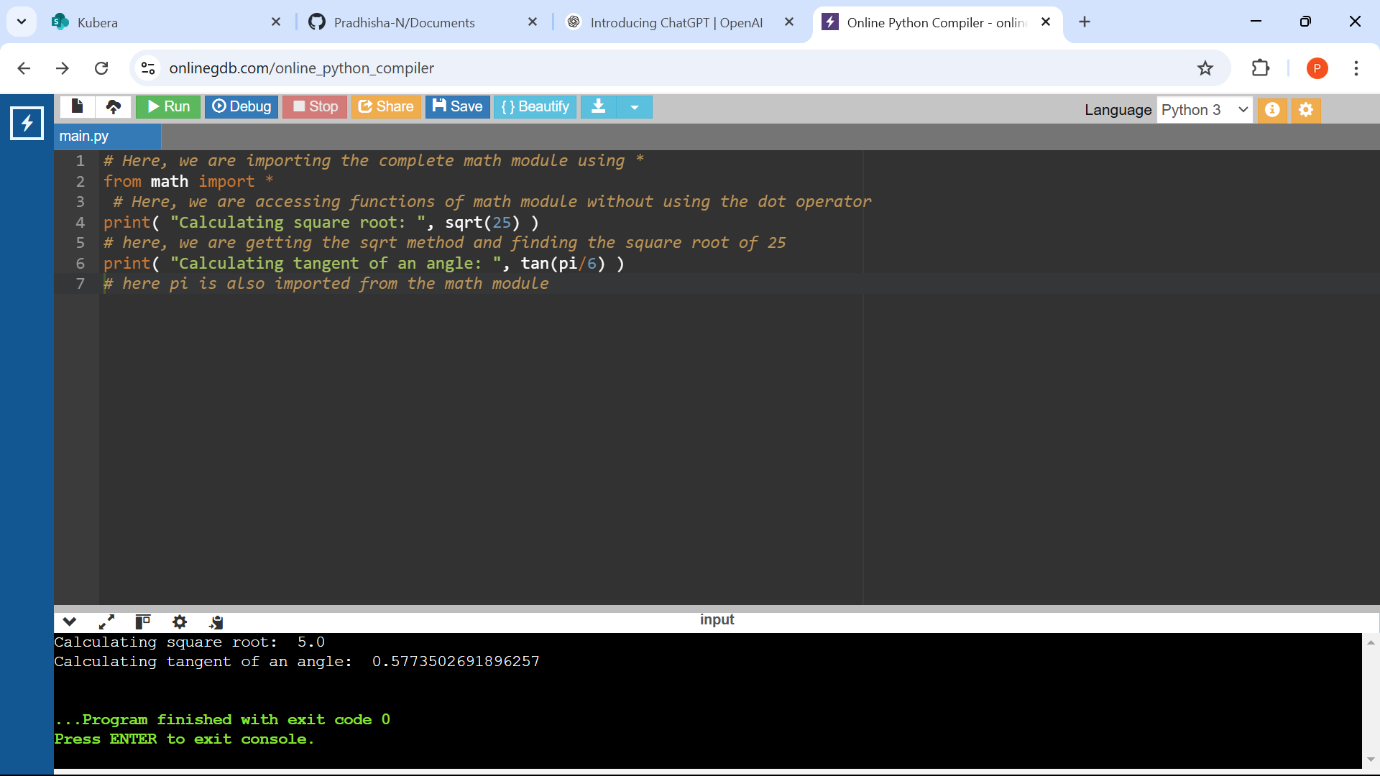 Kubera
Pradhisha-N/Documents
Introducing ChatGPT | OpenAI
Online Python Compiler - onlin
onlinegdb.com/online_python_compiler
P
Run Debug Stop Share Save { } Beautify
Language Python 3
main.py
1 # Here, we are importing the complete math module using *
2 from math import *
3  # Here, we are accessing functions of math module without using the dot operator
4 print( "Calculating square root: ", sqrt(25) )
5 # here, we are getting the sqrt method and finding the square root of 25
6 print( "Calculating tangent of an angle: ", tan(pi/6) )
7 # here pi is also imported from the math module
input
Calculating square root:  5.0
Calculating tangent of an angle:  0.5773502691896257
...Program finished with exit code 0
Press ENTER to exit console.